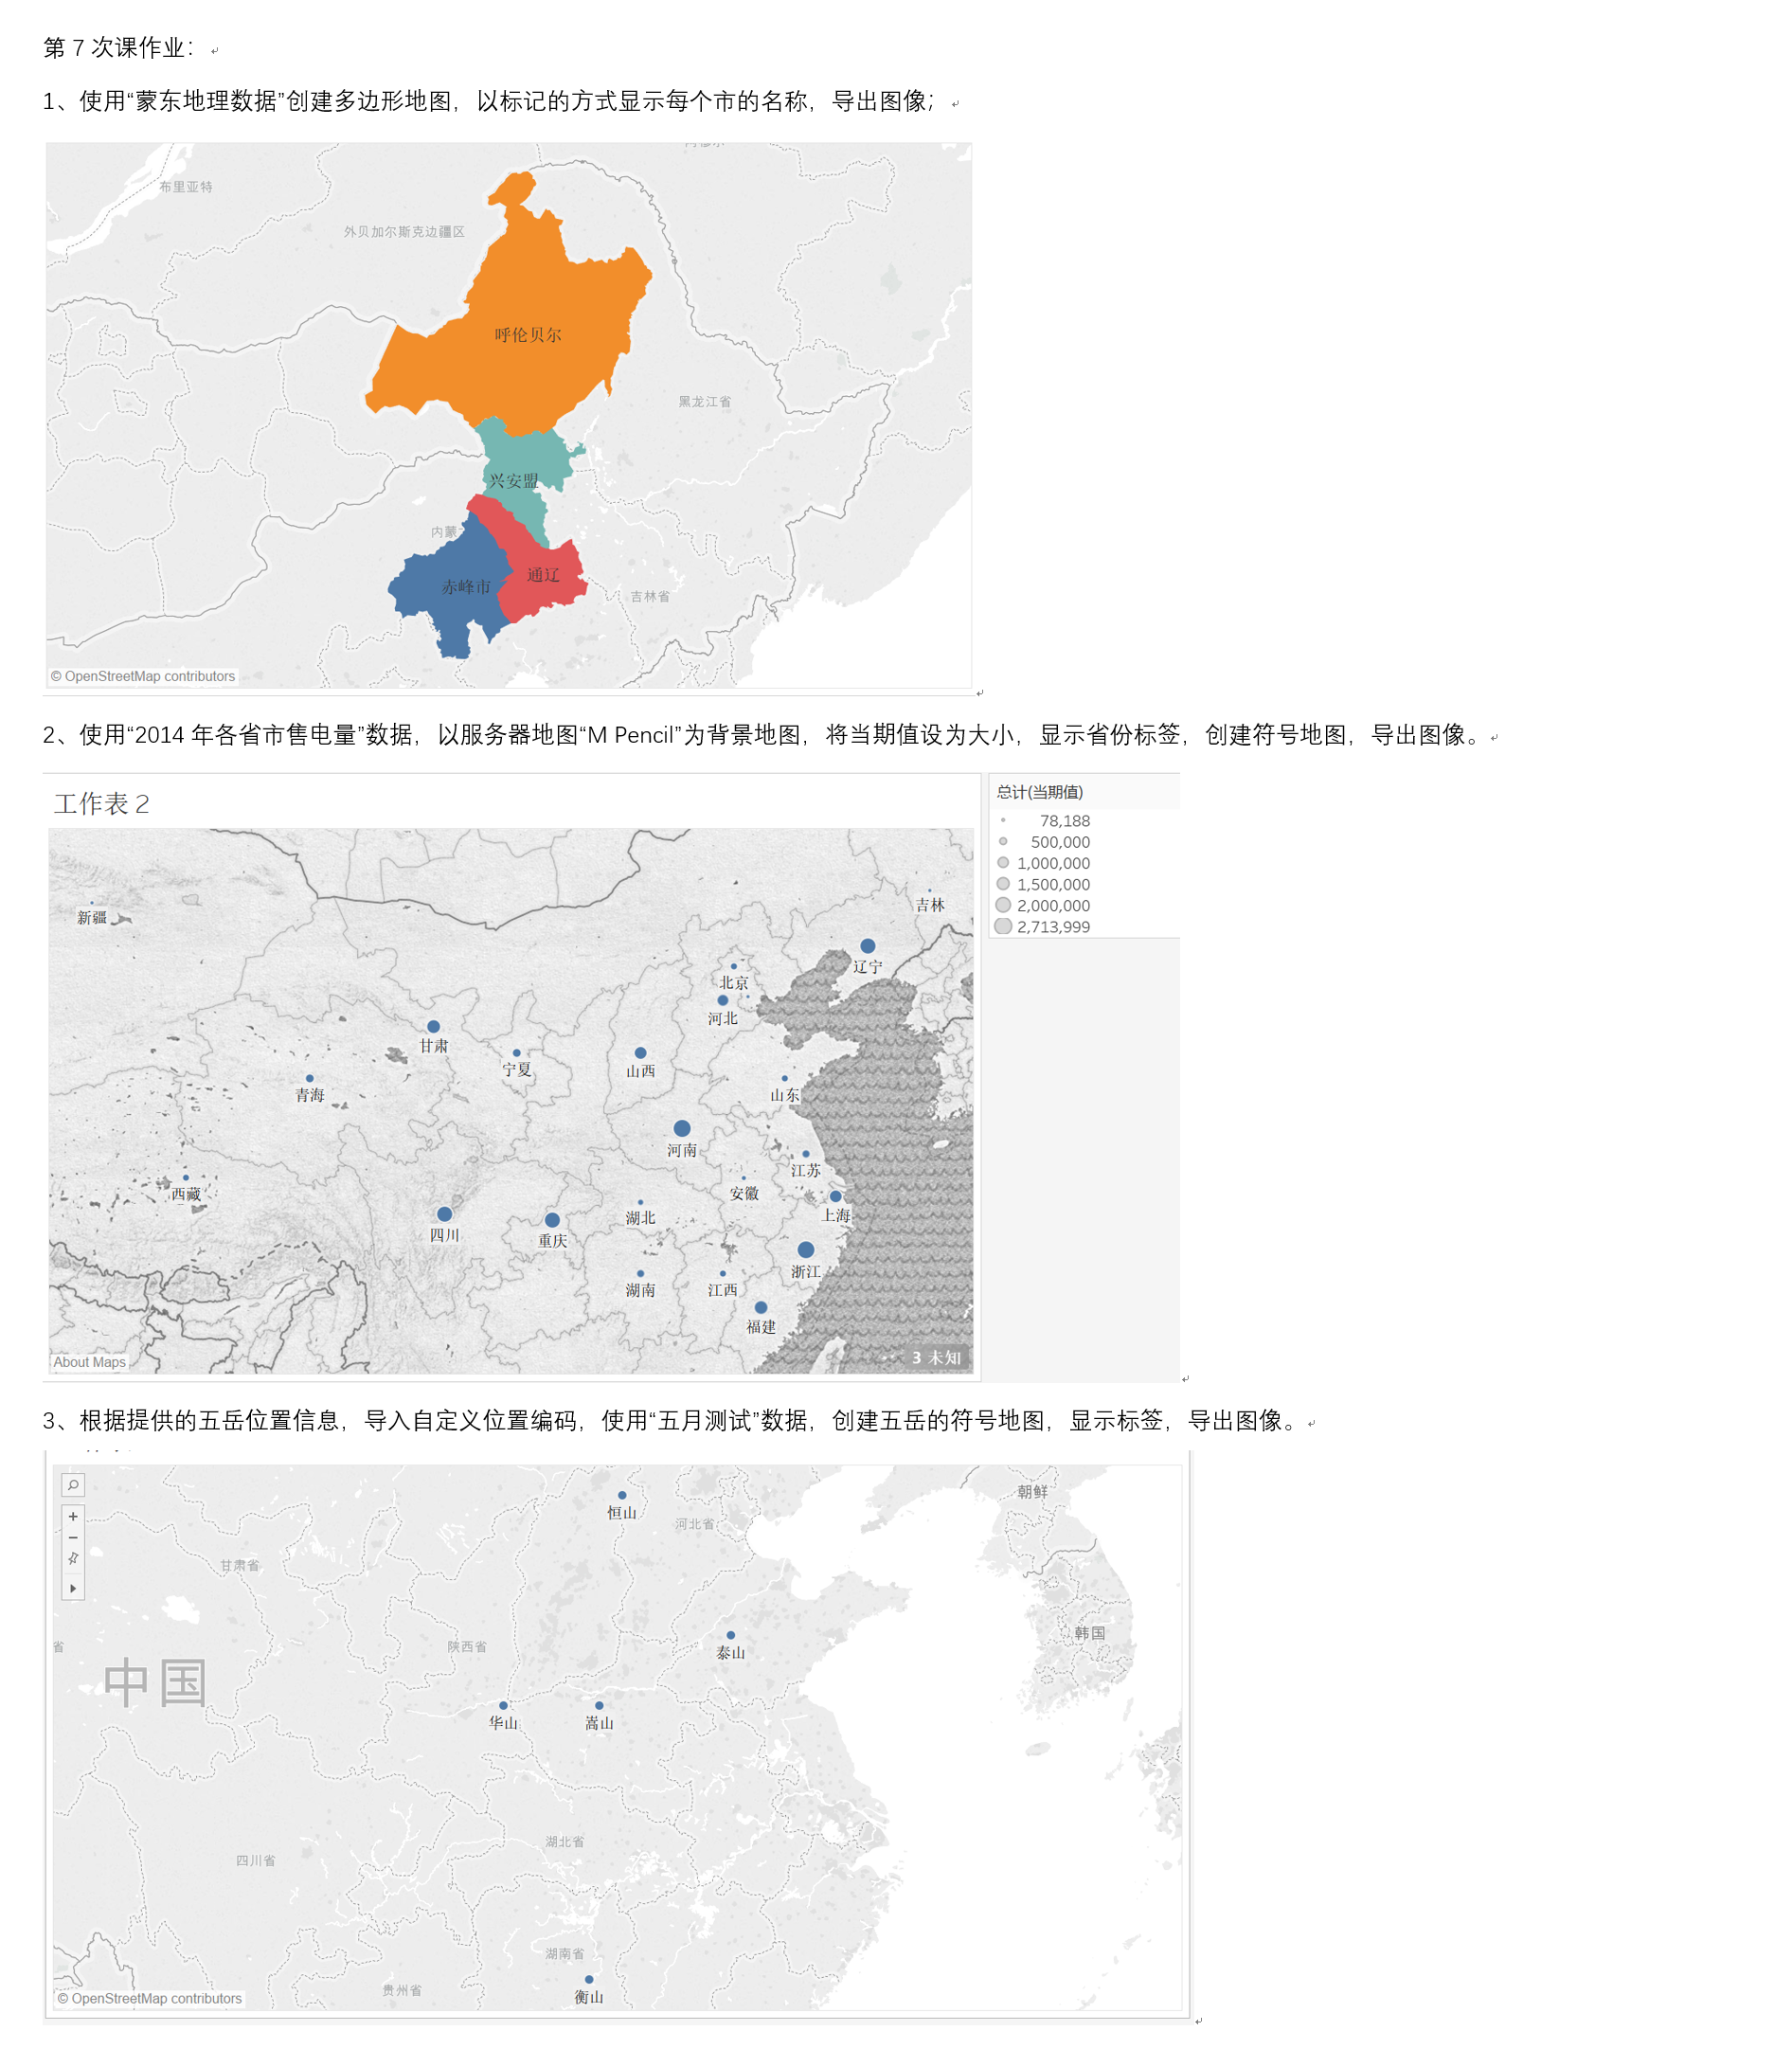 第 7 次课作业：
1、使用“蒙东地理数据”创建多边形地图，以标记的方式显示每个市的名称，导出图像；
布里亚特
外贝加尔斯克边疆区
呼伦贝尔
黑龙江省
兴安盟
内蒙
赤峰市
通辽
吉林省
© OpenStreetMap contributors
2、使用“2014 年各省市售电量”数据，以服务器地图“M Pencil”为背景地图，将当期值设为大小，显示省份标签，创建符号地图，导出图像。
工作表 2
总计(当期值)
78,188
500,000
1,000,000
1,500,000
2,000,000
2,713,999
新疆
吉林
辽宁
北京
河北
甘肃
宁夏
山西
青海
山东
河南
江苏
西藏
安徽
上海
湖北
四川
重庆
浙江
湖南
江西
福建
About Maps
3 未知
3、根据提供的五岳位置信息，导入自定义位置编码，使用“五月测试”数据，创建五岳的符号地图，显示标签，导出图像。
朝鲜
恒山
河北省
甘肃省
韩国
陕西省
省
泰山
中国
华山
嵩山
湖北省
四川省
湖南省
贵州省
衡山
© OpenStreetMap contributors